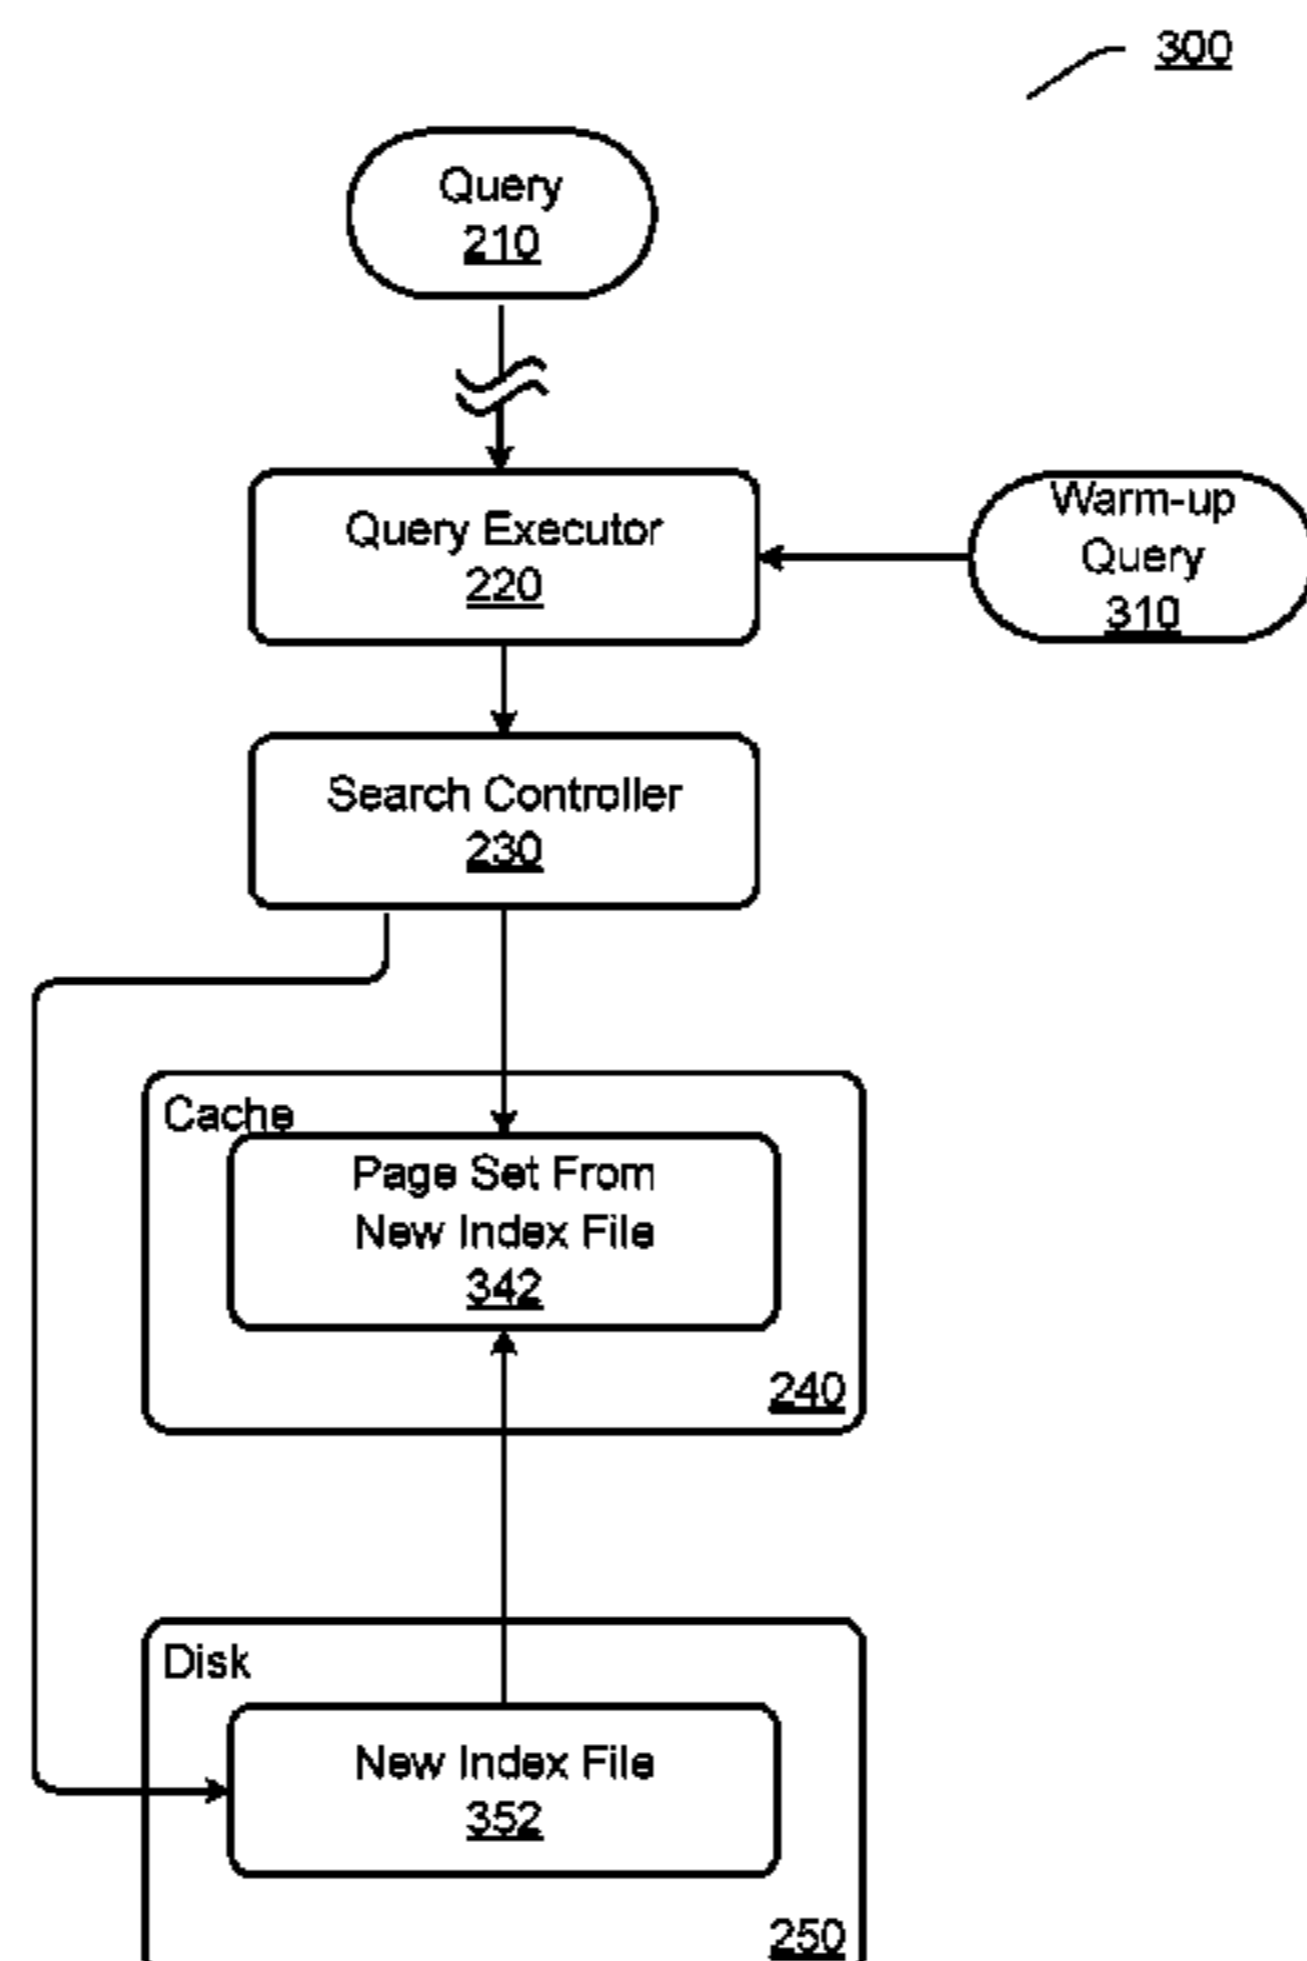 300
Query
210
Query Executor
220
Warm-up
Query
310
Search Controller
230
Cache
Page Set From
New Index File
342
240
Disk
New Index File
352
250